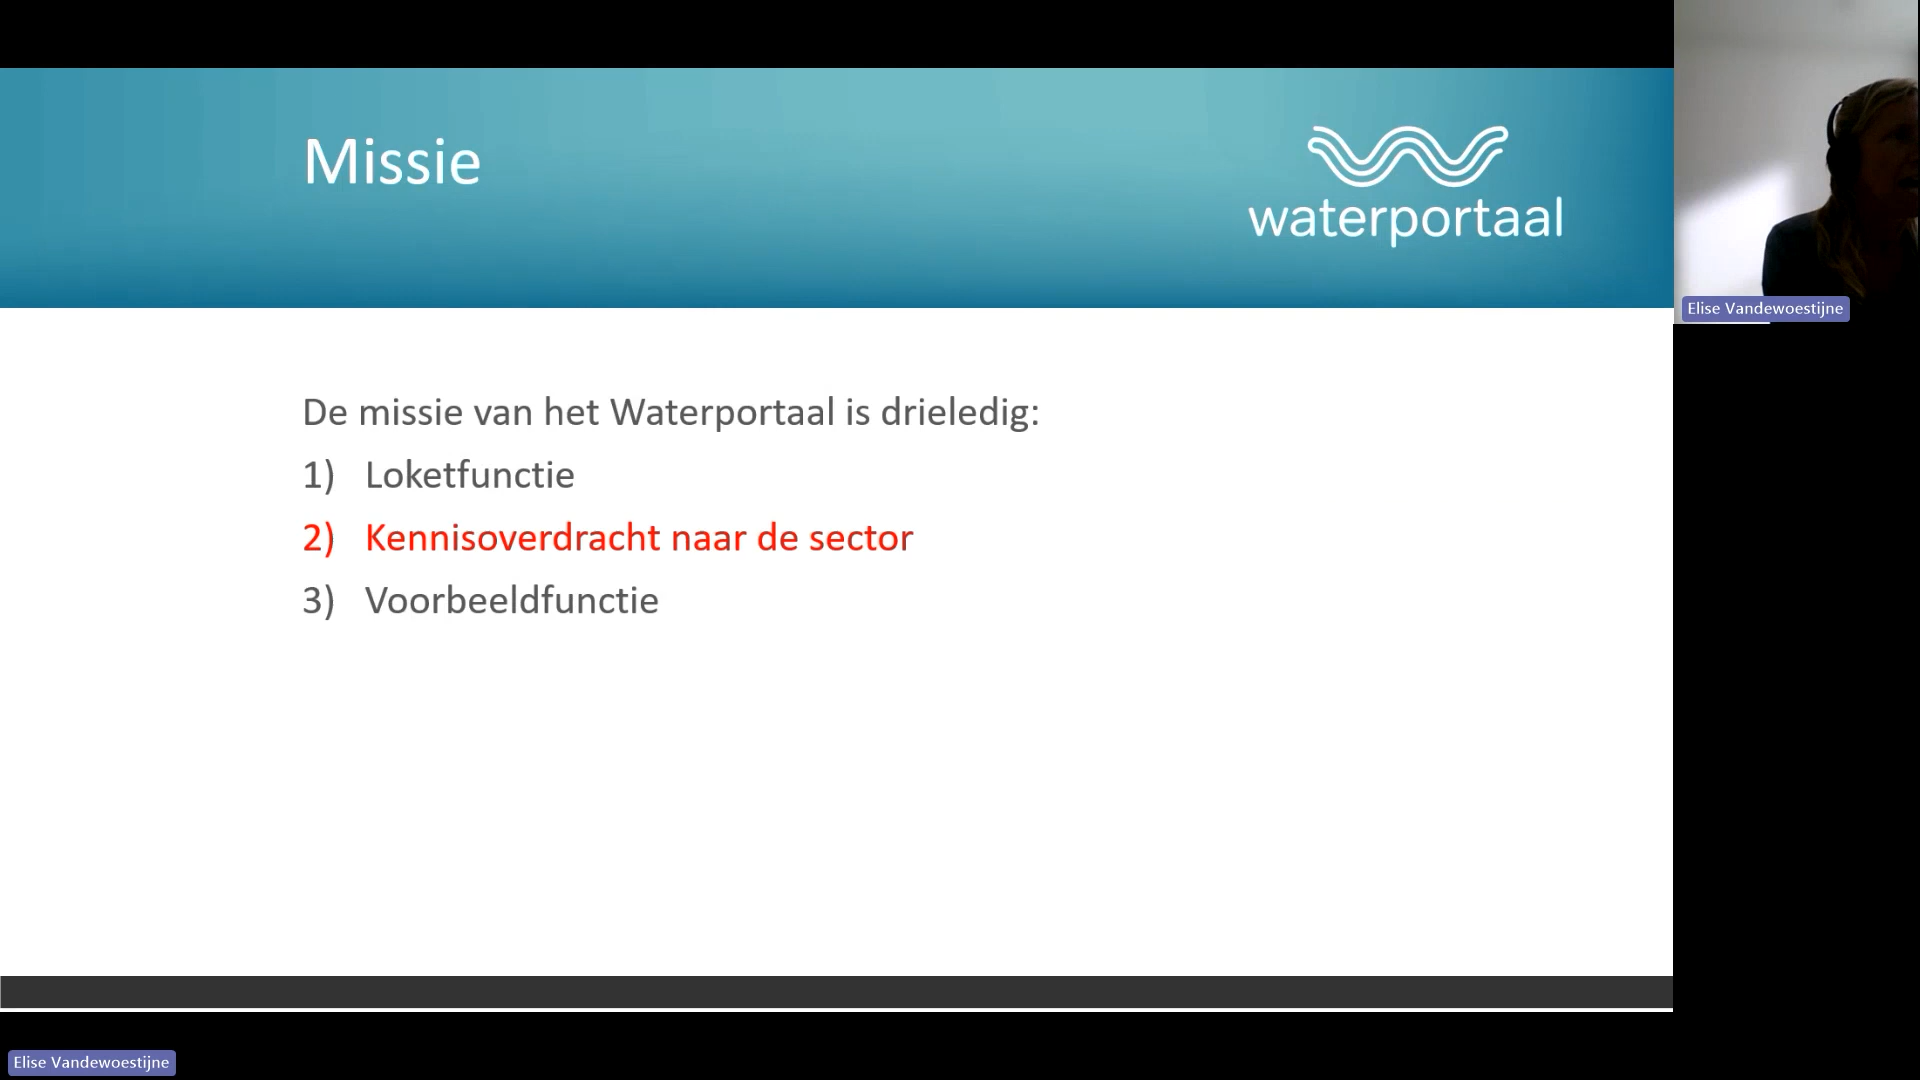 Missie
waterportaal
Elise Vandewoestijne
De missie van het Waterportaal is drieledig:
1) Loketfunctie
2) Kennisoverdracht naar de sector
3) Voorbeeldfunctie
Elise Vandewoestijne